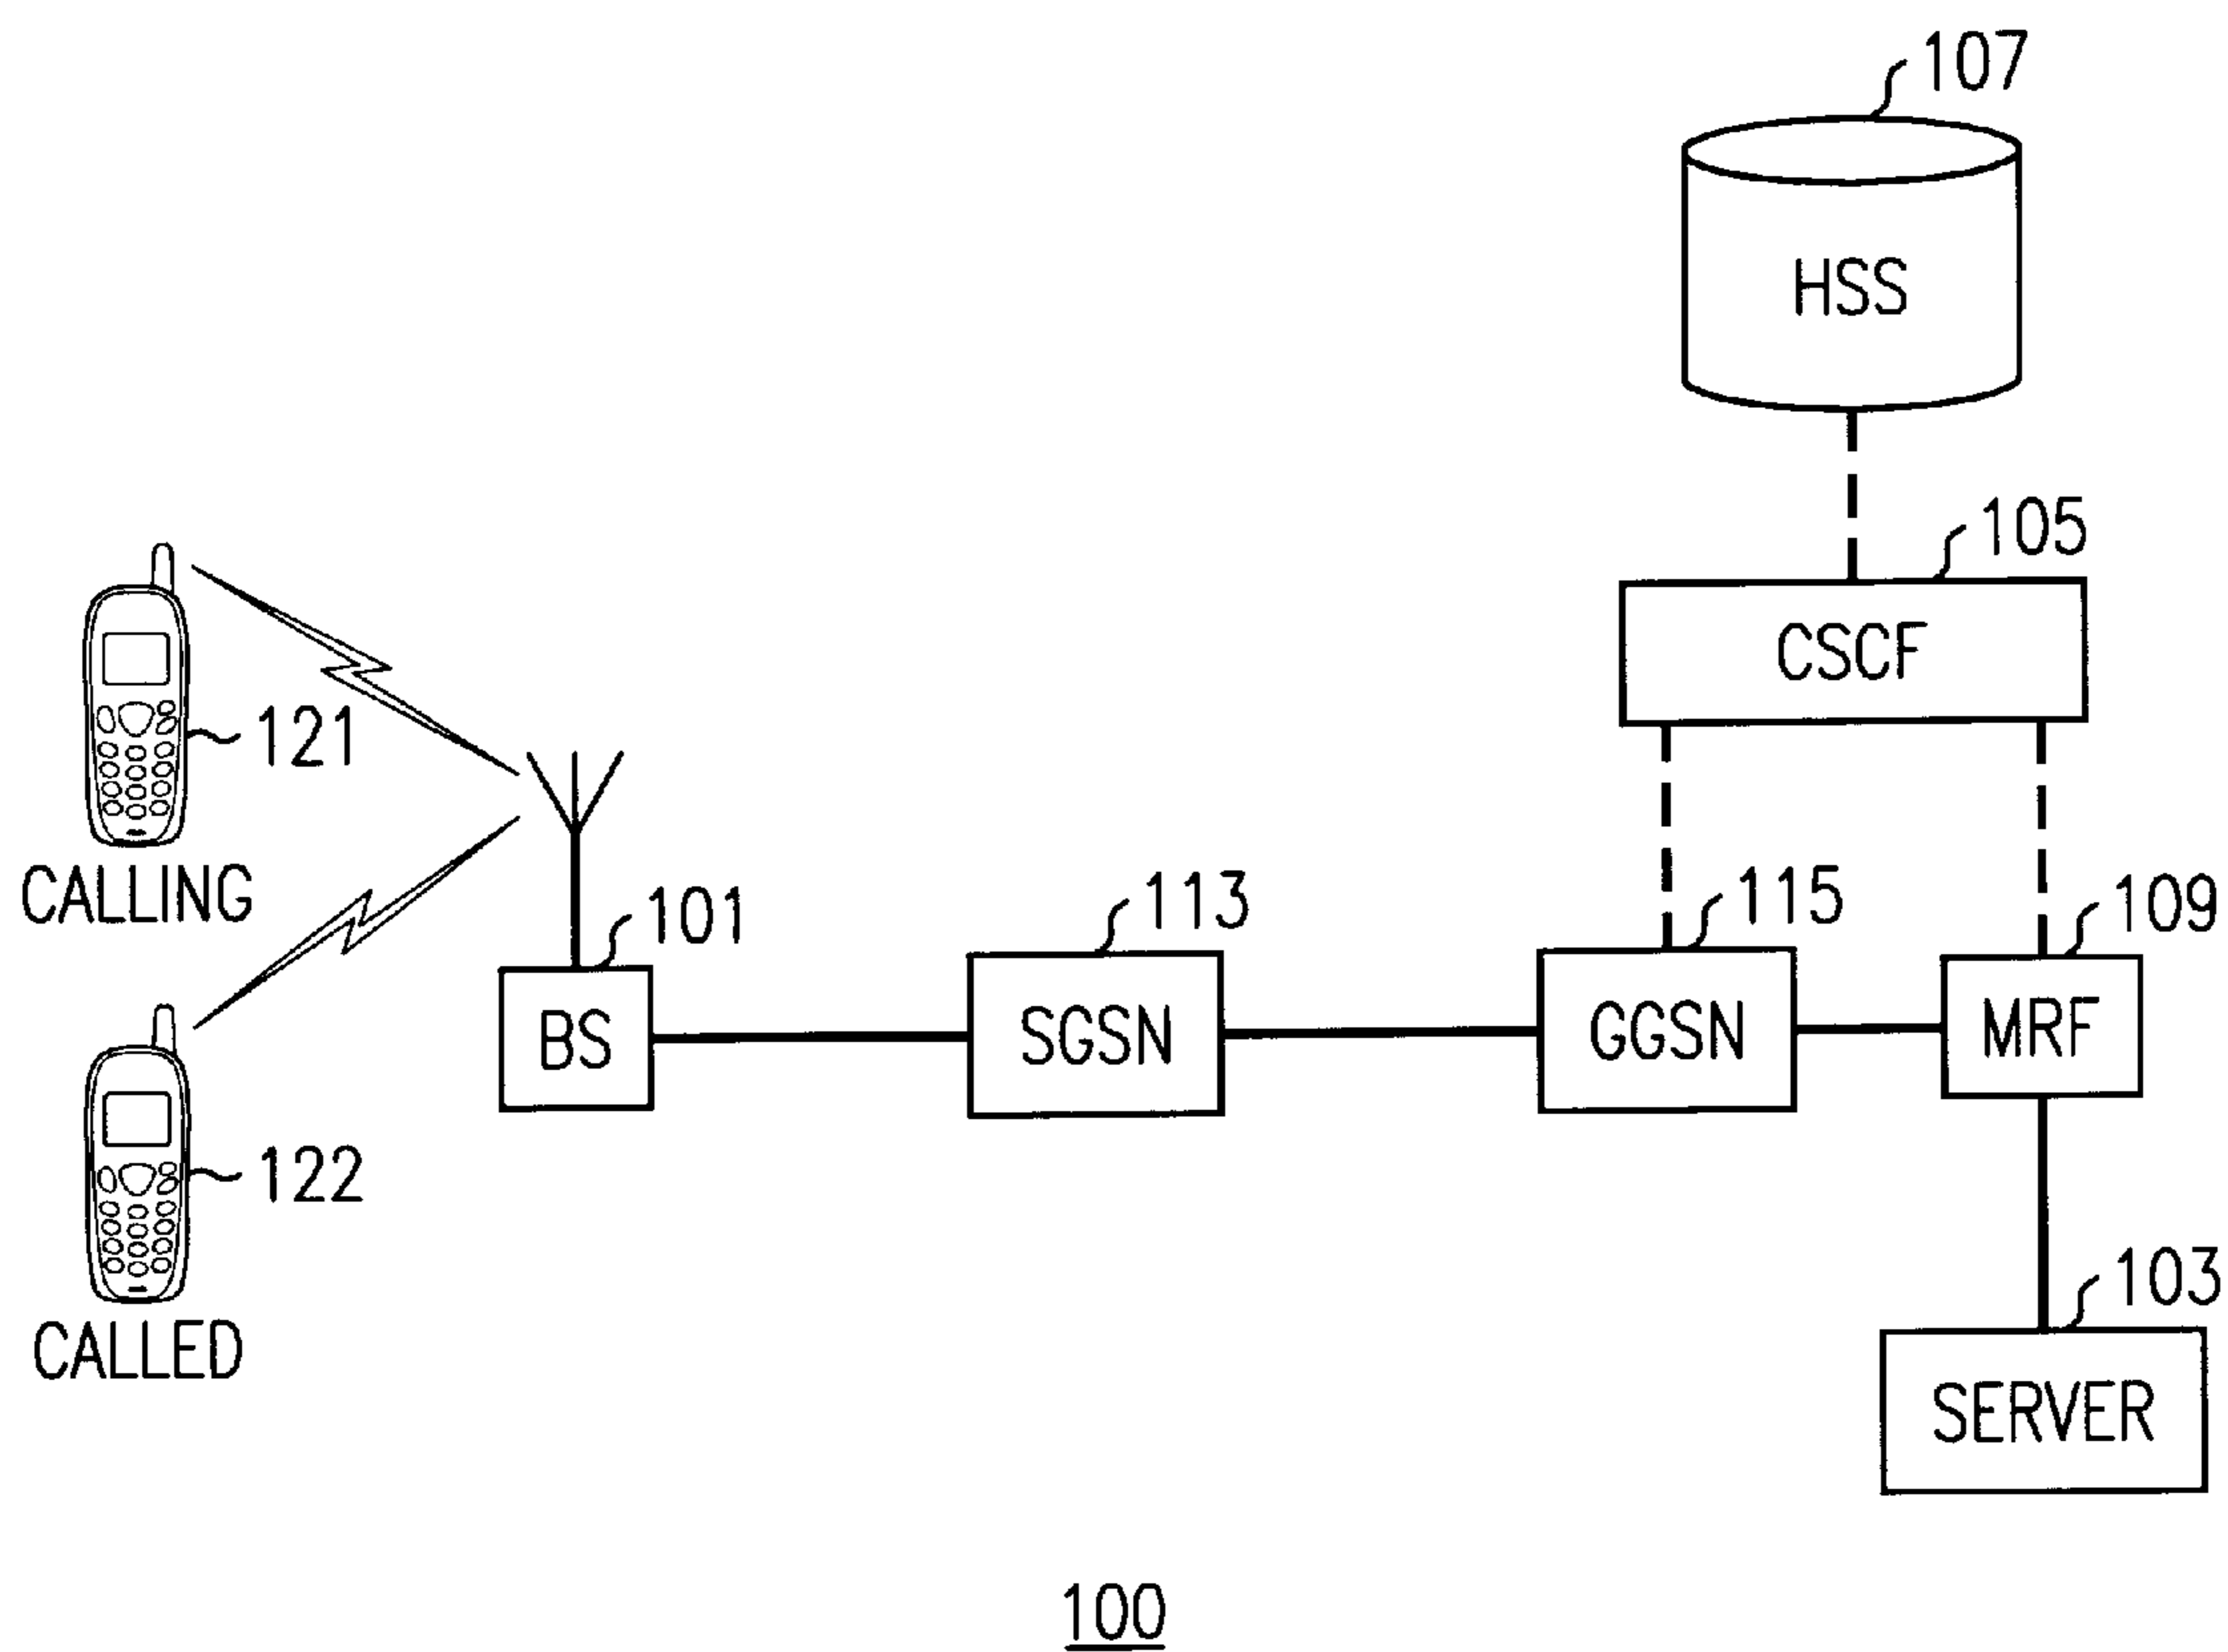 107
HSS
105
CSCF
121
CALLING
101
113
115
109
BS
SGSN
GGSN
MRF
122
CALLED
103
SERVER
100